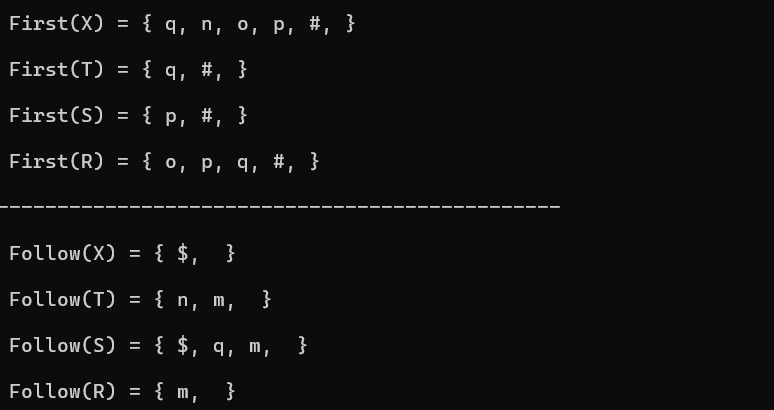 First(X) = { q, n, o, p, #, }
First(T) = { q, #, }
First(S) = { p, #, }
First(R) = { o, p, q, #, }
-----------------------------------------------
Follow(X) = { $,  }
Follow(T) = { n, m,  }
Follow(S) = { $, q, m,  }
Follow(R) = { m,  }